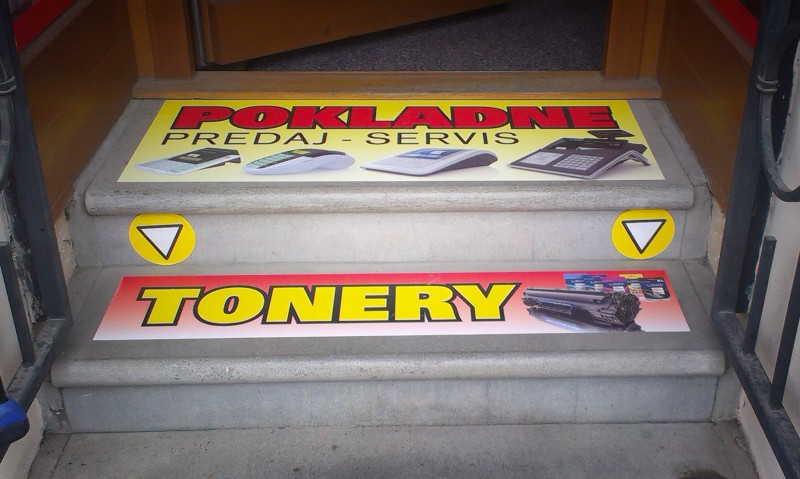 POKLADNE
PREDAJ - SERVIS
TONERY